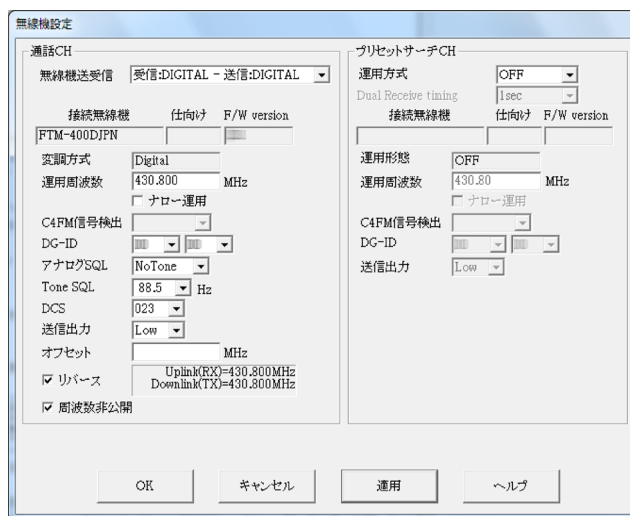 無線機設定
通話CH
無線機送受信 受信:DIGITAL - 送信:DIGITAL
接続無線機 仕向け F/W version
FTM-400DJPN
変調方式 Digital
運用周波数 430.800 MHz
ナロー運用
C4FM信号検出
DG-ID
アナログSQL NoTone
Tone SQL 88.5 Hz
DCS 023
送信出力 Low
オフセット MHz
リバース Uplink(RX)=430.800MHz
Downlink(TX)=430.800MHz
周波数非公開
プリセットサーチCH
運用方式 OFF
Dual Receive timing 1sec
接続無線機 仕向け F/W version
運用形態 OFF
運用周波数 430.80 MHz
ナロー運用
C4FM信号検出
DG-ID
送信出力 Low
OK キャンセル 適用 ヘルプ